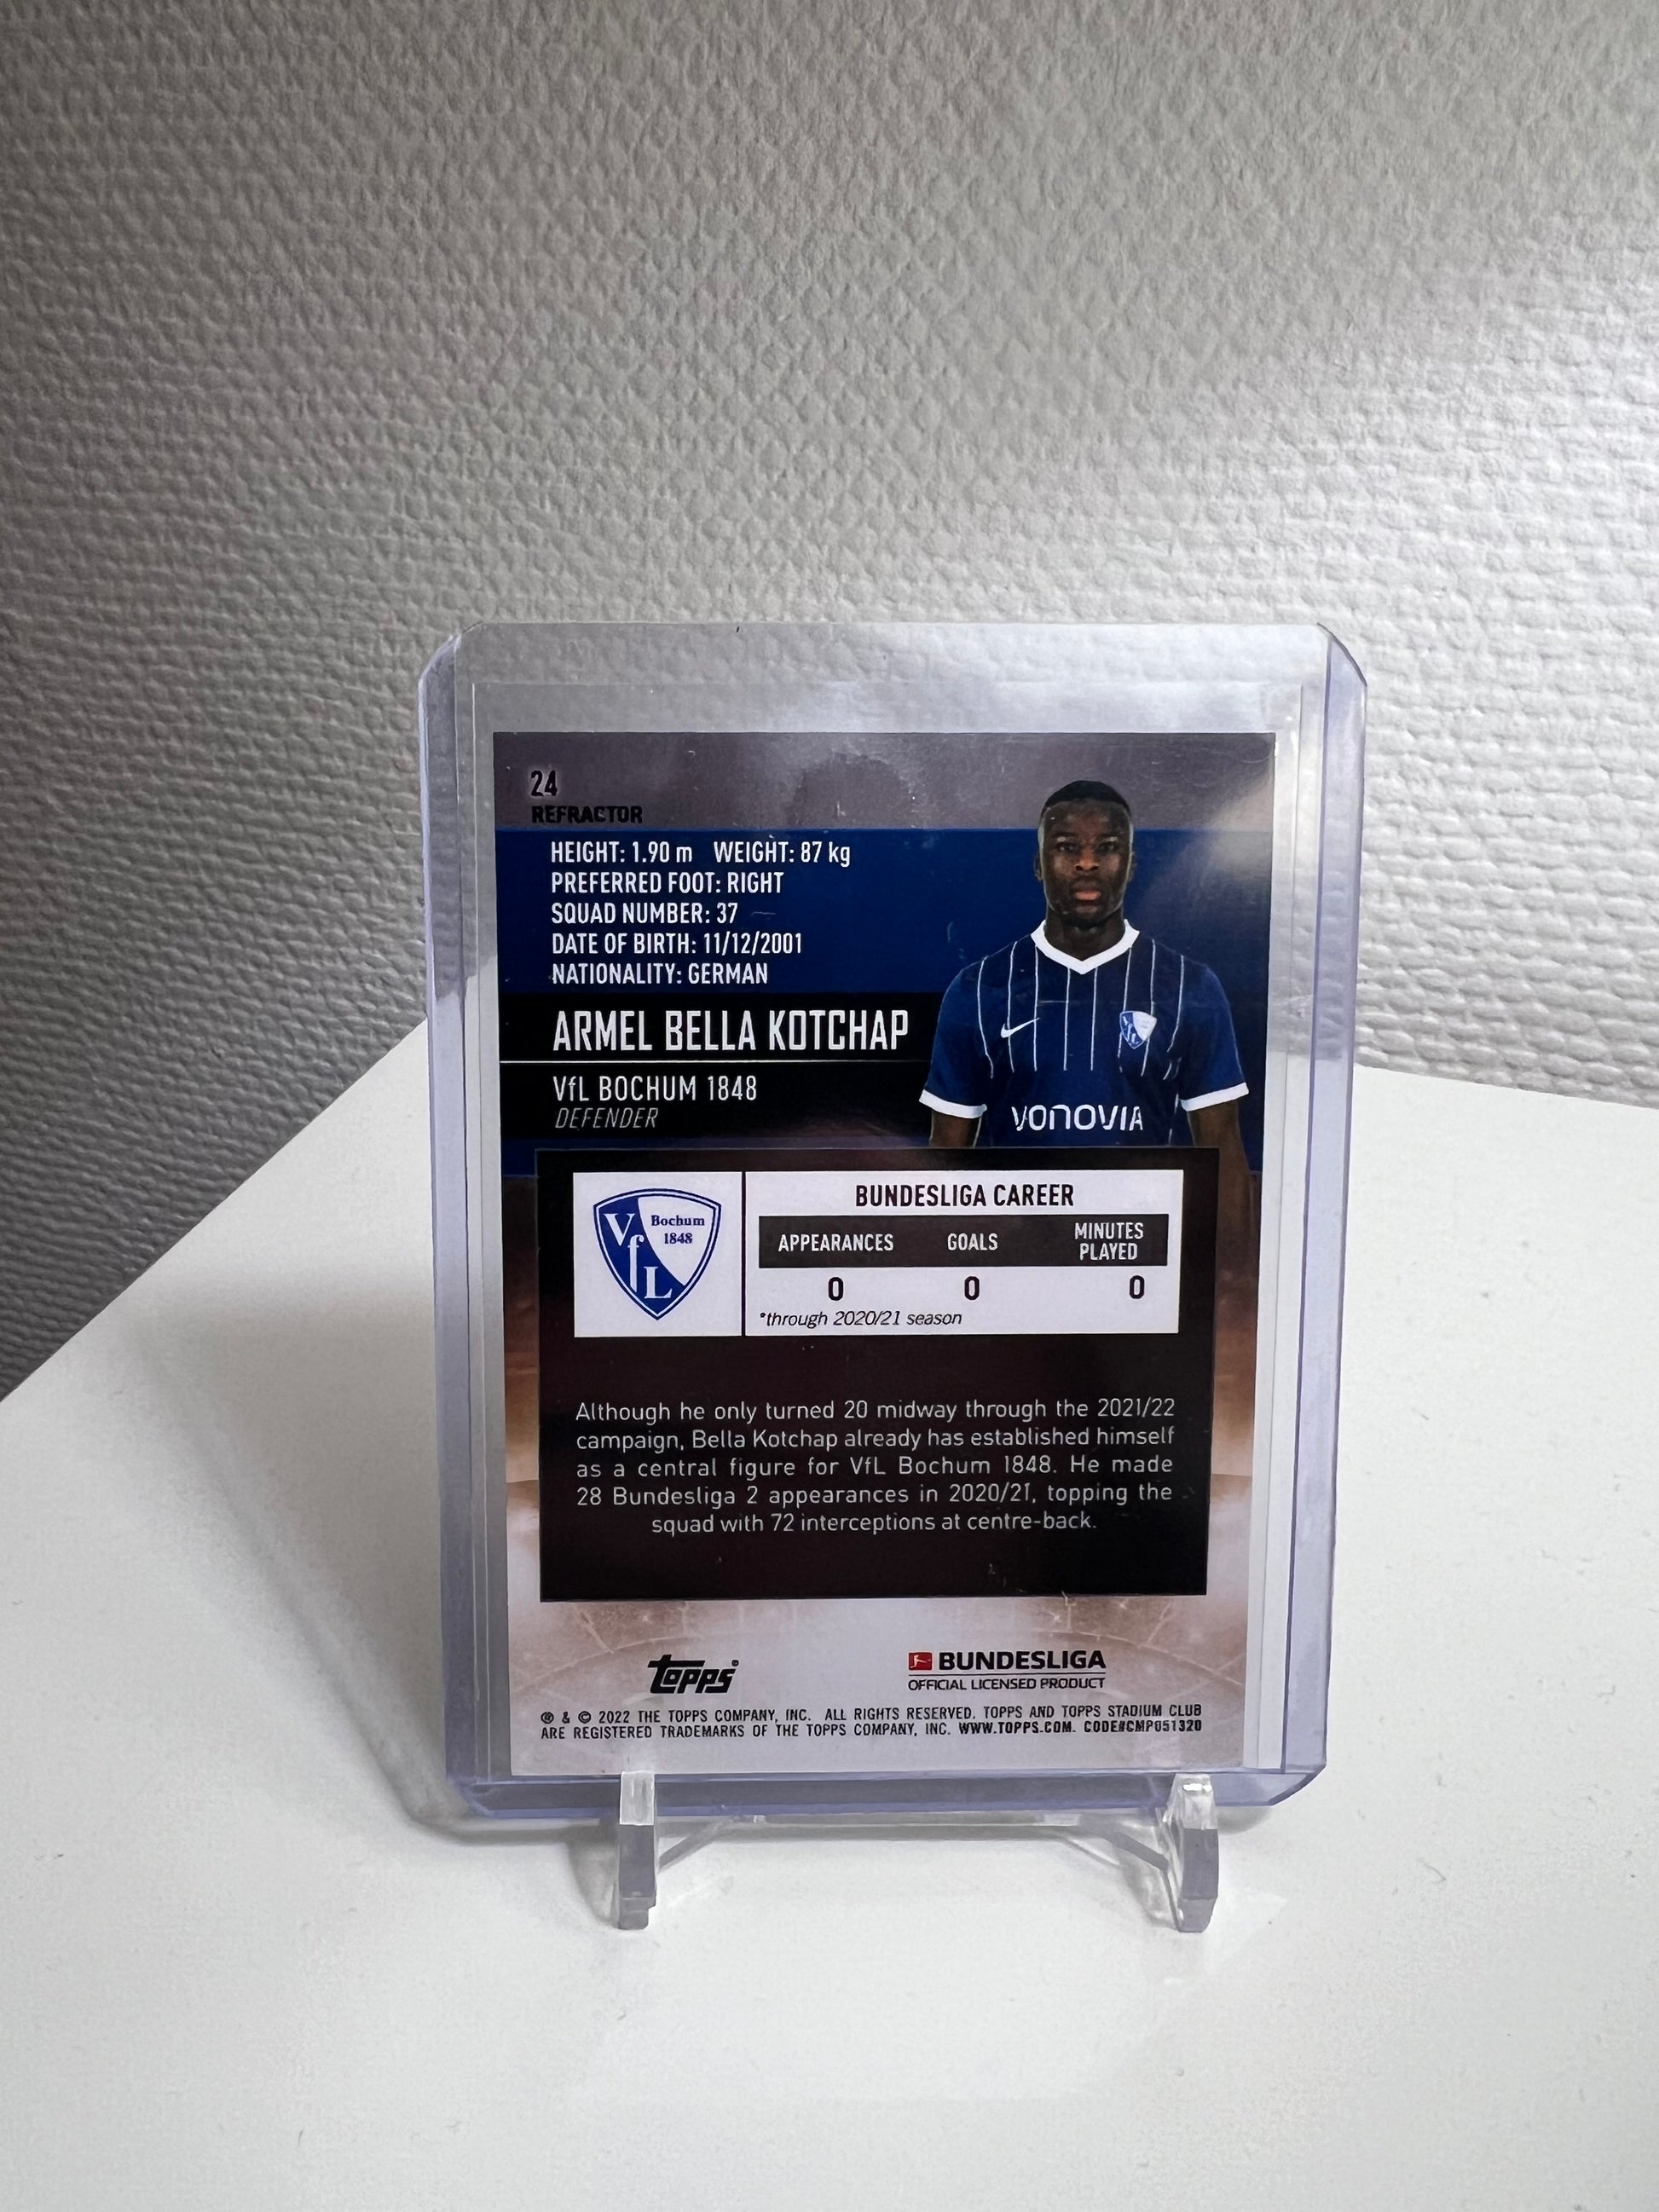 24
REFRACTOR
HEIGHT: 1.90 m WEIGHT: 87 kg
PREFERRED FOOT: RIGHT
SQUAD NUMBER: 37
DATE OF BIRTH: 11/12/2001
NATIONALITY: GERMAN
ARMEL BELLA KOTCHAP
VfL BOCHUM 1848
DEFENDER
VONOVIA
VfL Bochum
1848
BUNDESLIGA CAREER
APPEARANCES GOALS MINUTES PLAYED
0 0 0
*through 2020/21 season
Although he only turned 20 midway through the 2021/22
campaign, Bella Kotchap already has established himself
as a central figure for VfL Bochum 1848. He made
28 Bundesliga 2 appearances in 2020/21, topping the
squad with 72 interceptions at centre-back.
Topps®
BUNDESLIGA
OFFICIAL LICENSED PRODUCT
® & © 2022 THE TOPPS COMPANY, INC. ALL RIGHTS RESERVED. TOPPS AND TOPPS STADIUM CLUB
ARE REGISTERED TRADEMARKS OF THE TOPPS COMPANY, INC. WWW.TOPPS.COM. CODE#CMP051320